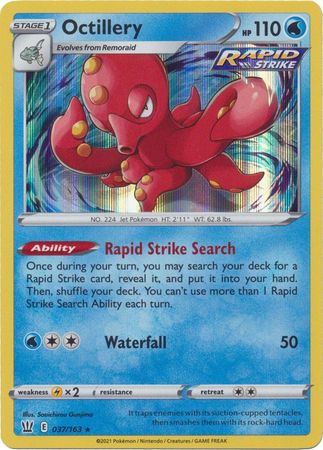 STAGE 1
Octillery
HP 110
Evolves from Remoraid
RAPID
STRIKE
NO. 224 Jet Pokémon HT: 2'11" WT: 62.8 lbs.
Ability Rapid Strike Search
Once during your turn, you may search your deck for
a Rapid Strike card, reveal it, and put it into your hand.
Then, shuffle your deck. You can't use more than 1 Rapid
Strike Search Ability each turn.
Waterfall 50
weakness ×2 resistance retreat
Illus. Sosichirou Gunjima
E 037/163 ★
It traps enemies with its suction-cupped tentacles,
then smashes them with its rock-hard head.
©2021 Pokémon / Nintendo / Creatures / GAME FREAK